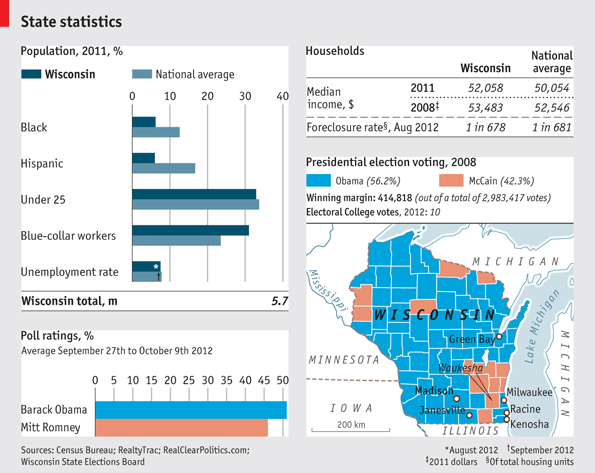 State statistics
Population, 2011, %
Wisconsin National average
0 10 20 30 40
Black
Hispanic
Under 25
Blue-collar workers
Unemployment rate * †
Wisconsin total, m 5.7
Poll ratings, %
Average September 27th to October 9th 2012
0 5 10 15 20 25 30 35 40 45 50
Barack Obama
Mitt Romney
Households
Wisconsin National average
Median income, $ 2011 52,058 50,054
2008‡ 53,483 52,546
Foreclosure rate§, Aug 2012 1 in 678 1 in 681
Presidential election voting, 2008
Obama (56.2%) McCain (42.3%)
Winning margin: 414,818 (out of a total of 2,983,417 votes)
Electoral College votes, 2012: 10
MICHIGAN
Mississippi
WISCONSIN
Lake Michigan
Green Bay
MICHIGAN
MINNESOTA
Waukesha
Madison
Milwaukee
IOWA
Janesville
Racine
Kenosha
200 km
ILLINOIS
Sources: Census Bureau; RealtyTrac; RealClearPolitics.com;
Wisconsin State Elections Board
*August 2012 †September 2012
‡2011 dollars §Of total housing units